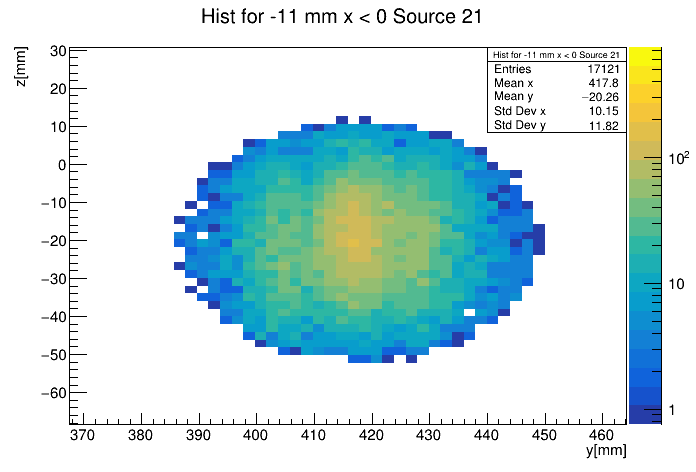 Hist for -11 mm x < 0 Source 21
z[mm]
30
20
10
0
−10
−20
−30
−40
−50
−60
370 380 390 400 410 420 430 440 450 460
y[mm]
Hist for -11 mm x < 0 Source 21
Entries 17121
Mean x 417.8
Mean y −20.26
Std Dev x 10.15
Std Dev y 11.82
10²
10
1